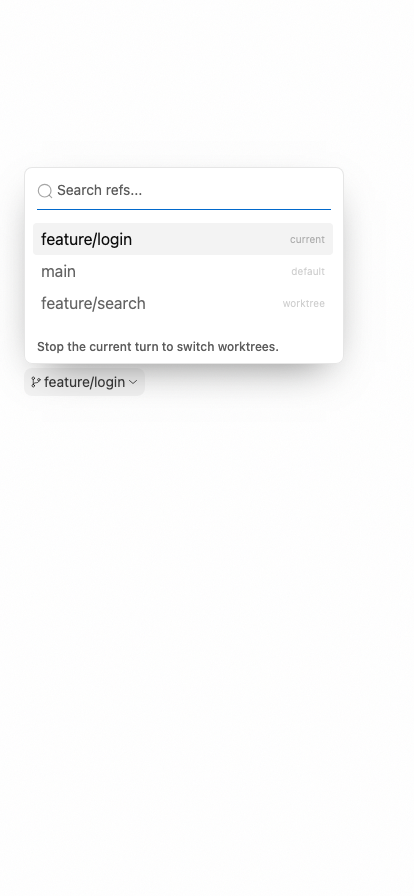 Search refs...
feature/login current
main default
feature/search worktree
Stop the current turn to switch worktrees.
feature/login